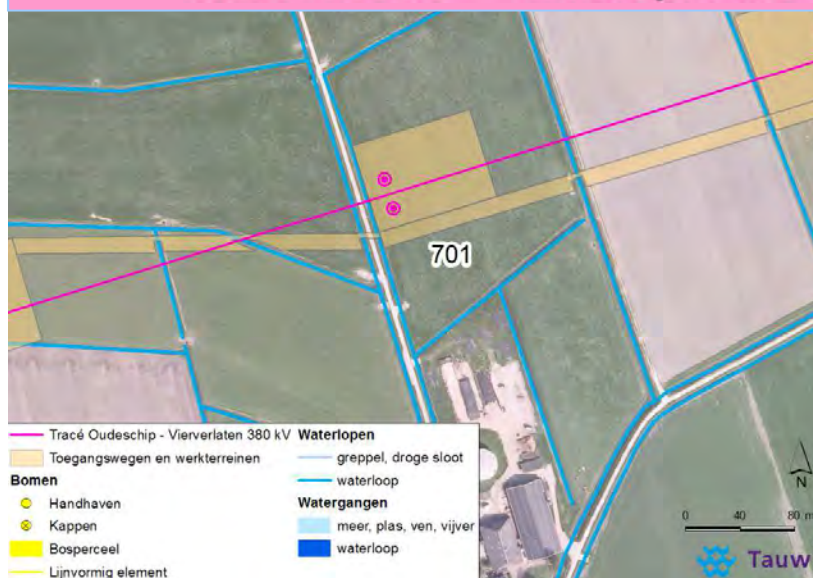 701
Tracé Oudeschip - Vierverlaten 380 kV
Toegangswegen en werkterreinen
Bomen
Handhaven
Kappen
Bosperceel
Lijnvormig element
Waterlopen
greppel, droge sloot
waterloop
Watergangen
meer, plas, ven, vijver
waterloop
N
0 40 80 m
Tauw